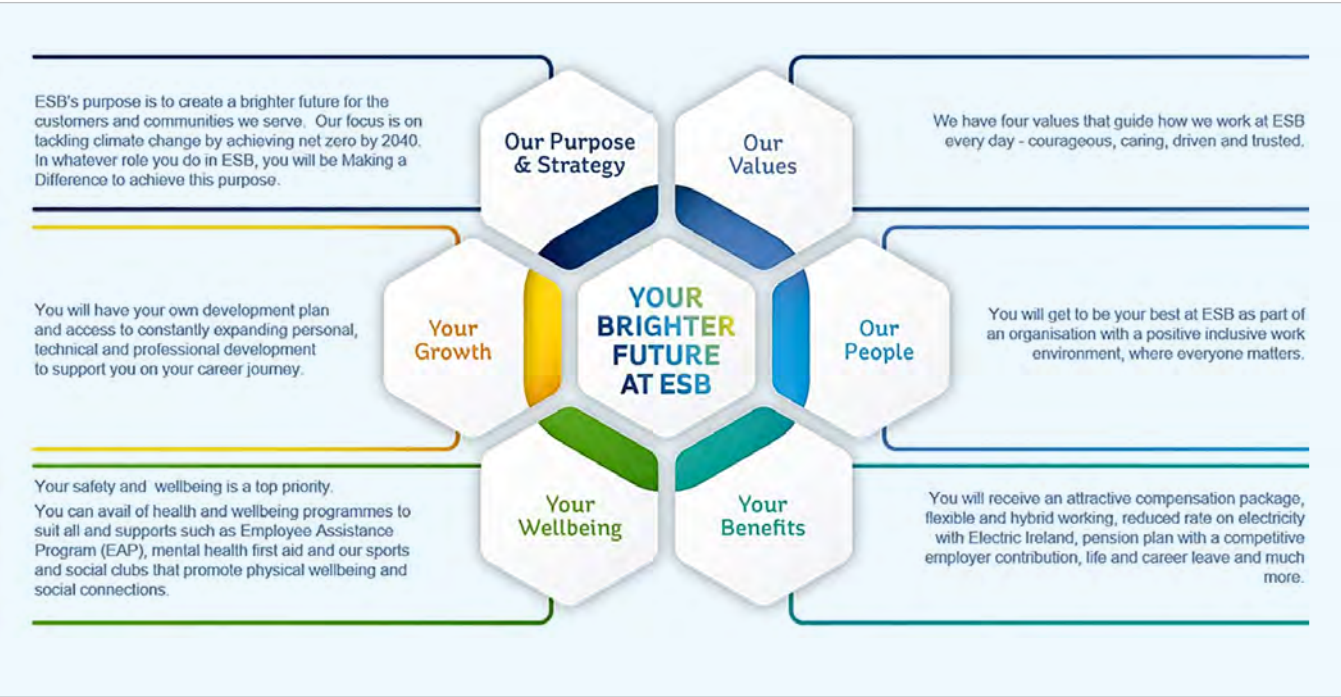 ESB's purpose is to create a brighter future for the
customers and communities we serve.  Our focus is on
tackling climate change by achieving net zero by 2040.
In whatever role you do in ESB, you will be Making a
Difference to achieve this purpose.
Our Purpose
& Strategy
Our
Values
We have four values that guide how we work at ESB
every day - courageous, caring, driven and trusted.
You will have your own development plan
and access to constantly expanding personal,
technical and professional development
to support you on your career journey.
Your
Growth
YOUR
BRIGHTER
FUTURE
AT ESB
Our
People
You will get to be your best at ESB as part of
an organisation with a positive inclusive work
environment, where everyone matters.
Your safety and  wellbeing is a top priority.
You can avail of health and wellbeing programmes to
suit all and supports such as Employee Assistance
Program (EAP), mental health first aid and our sports
and social clubs that promote physical wellbeing and
social connections.
Your
Wellbeing
Your
Benefits
You will receive an attractive compensation package,
flexible and hybrid working, reduced rate on electricity
with Electric Ireland, pension plan with a competitive
employer contribution, life and career leave and much
more.